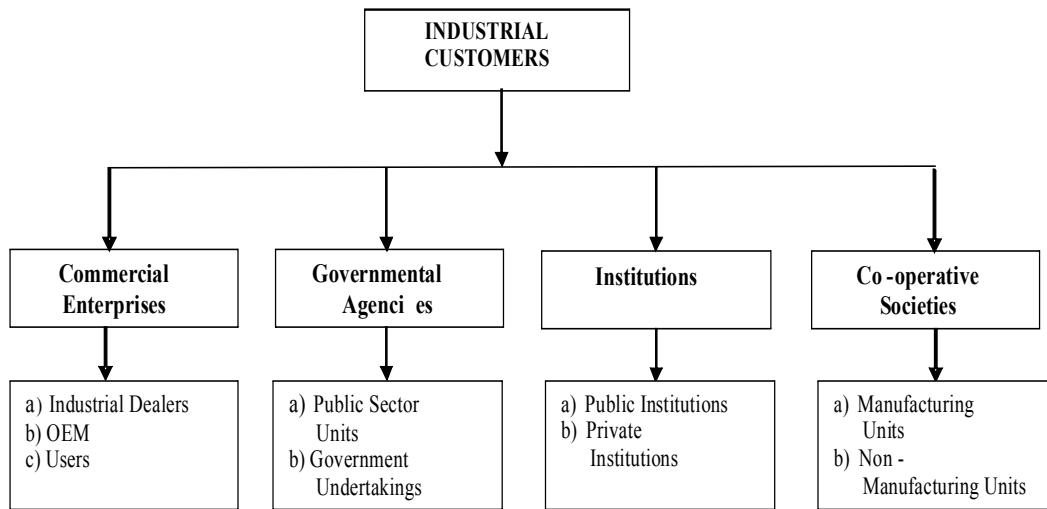 INDUSTRIAL
CUSTOMERS
Commercial
Enterprises
Governmental
Agenci es
Institutions
Co -operative
Societies
a) Industrial Dealers
b) OEM
c) Users
a) Public Sector
Units
b) Government
Undertakings
a) Public Institutions
b) Private
Institutions
a) Manufacturing
Units
b) Non -
Manufacturing Units